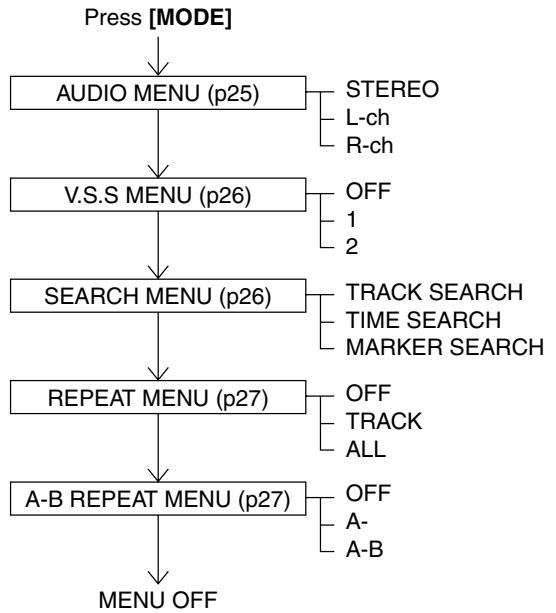 Press [MODE]
AUDIO MENU (p25)
STEREO
L-ch
R-ch
V.S.S MENU (p26)
OFF
1
2
SEARCH MENU (p26)
TRACK SEARCH
TIME SEARCH
MARKER SEARCH
REPEAT MENU (p27)
OFF
TRACK
ALL
A-B REPEAT MENU (p27)
OFF
A-
A-B
MENU OFF